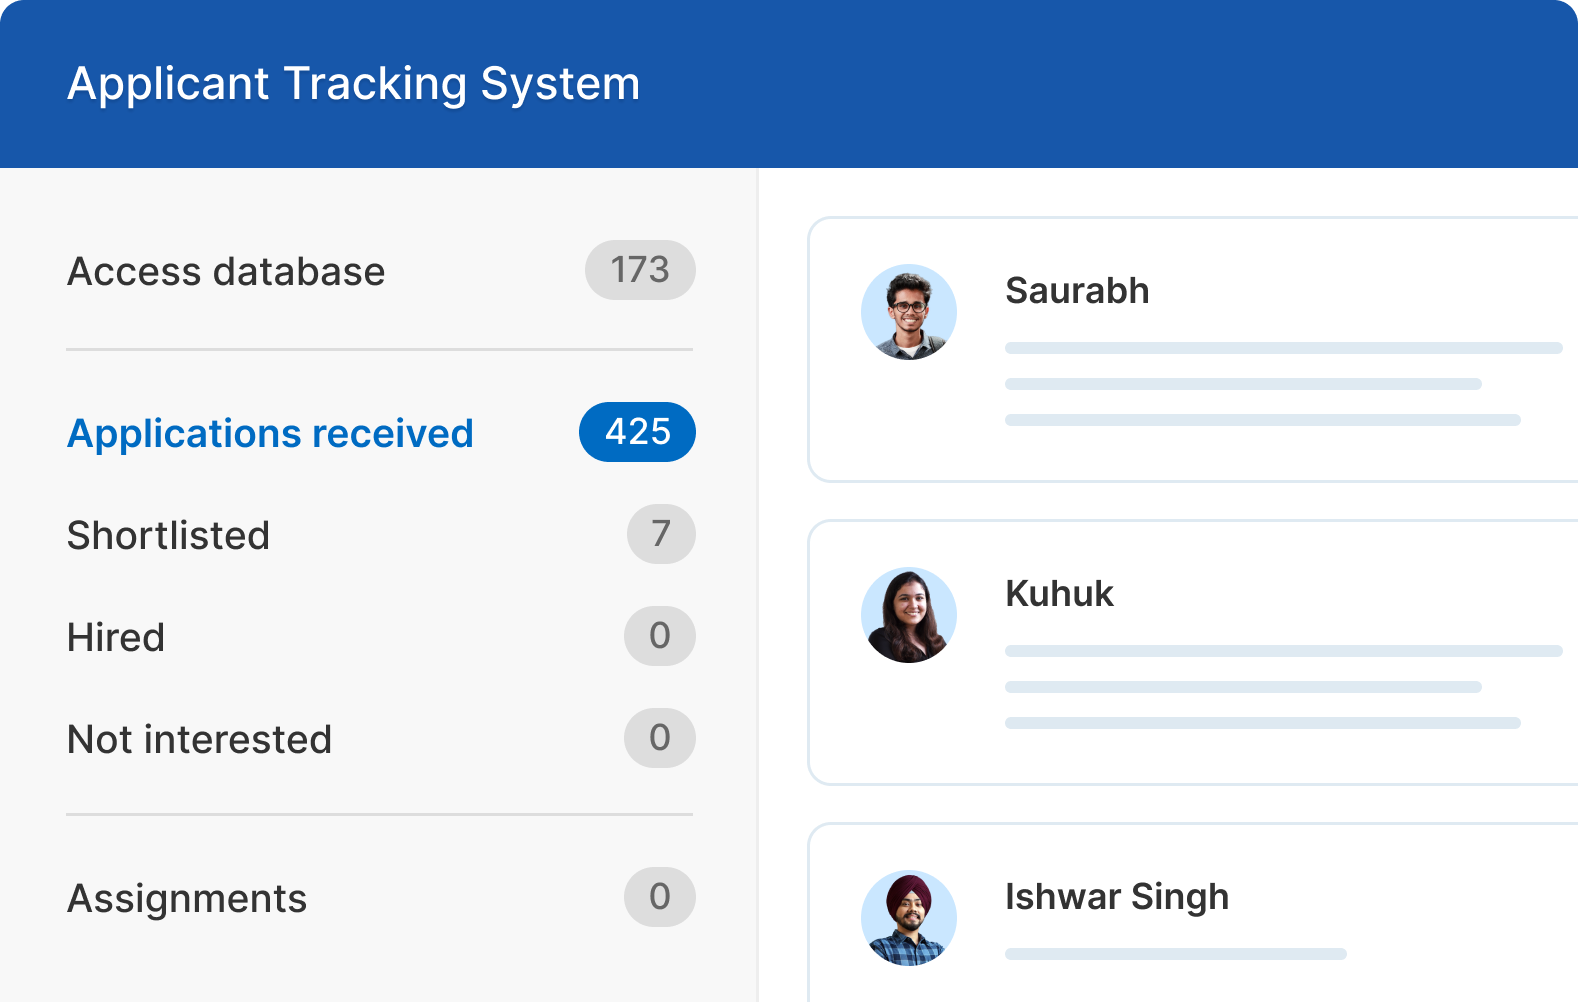 Applicant Tracking System
Access database 173
Applications received 425
Shortlisted 7
Hired 0
Not interested 0
Assignments 0
Saurabh
Kuhuk
Ishwar Singh